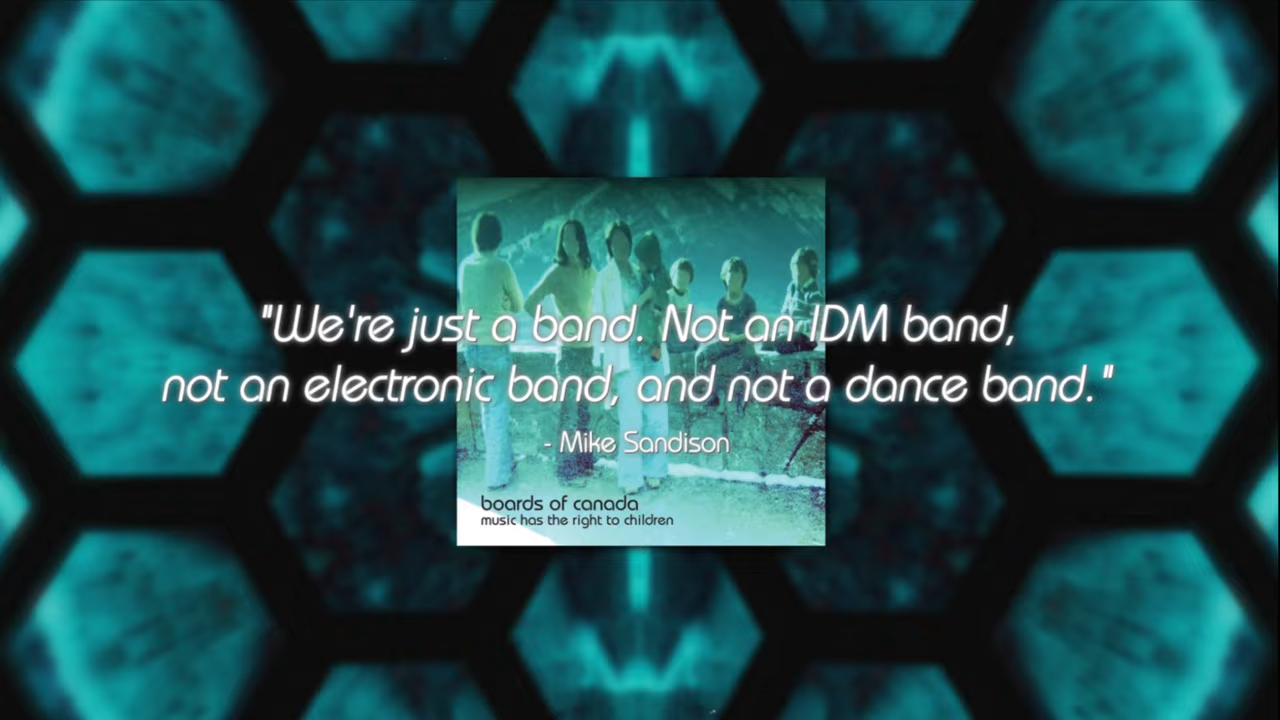 "We're just a band. Not an IDM band,
not an electronic band, and not a dance band."
- Mike Sandison
boards of canada
music has the right to children